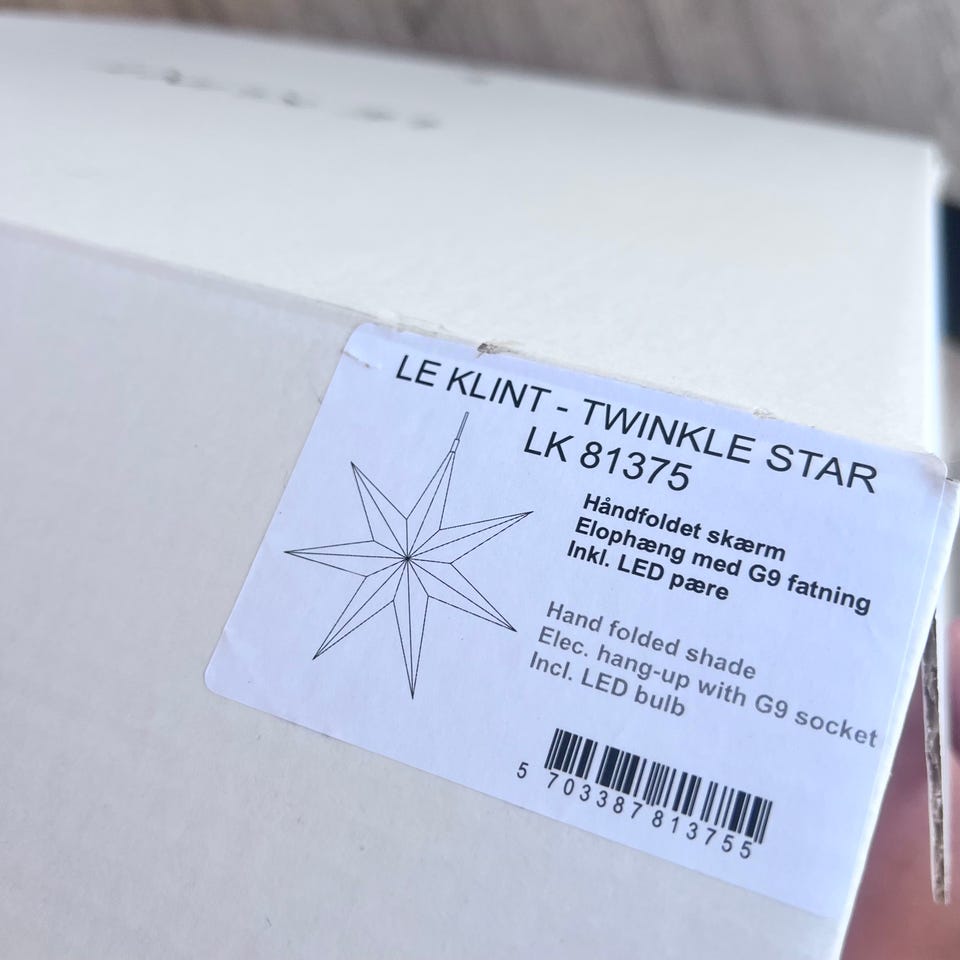 LE KLINT - TWINKLE STAR
LK 81375
Håndfoldet skærm
Elophæng med G9 fatning
Inkl. LED pære
Hand folded shade
Elec. hang-up with G9 socket
Incl. LED bulb
5 703387 813755